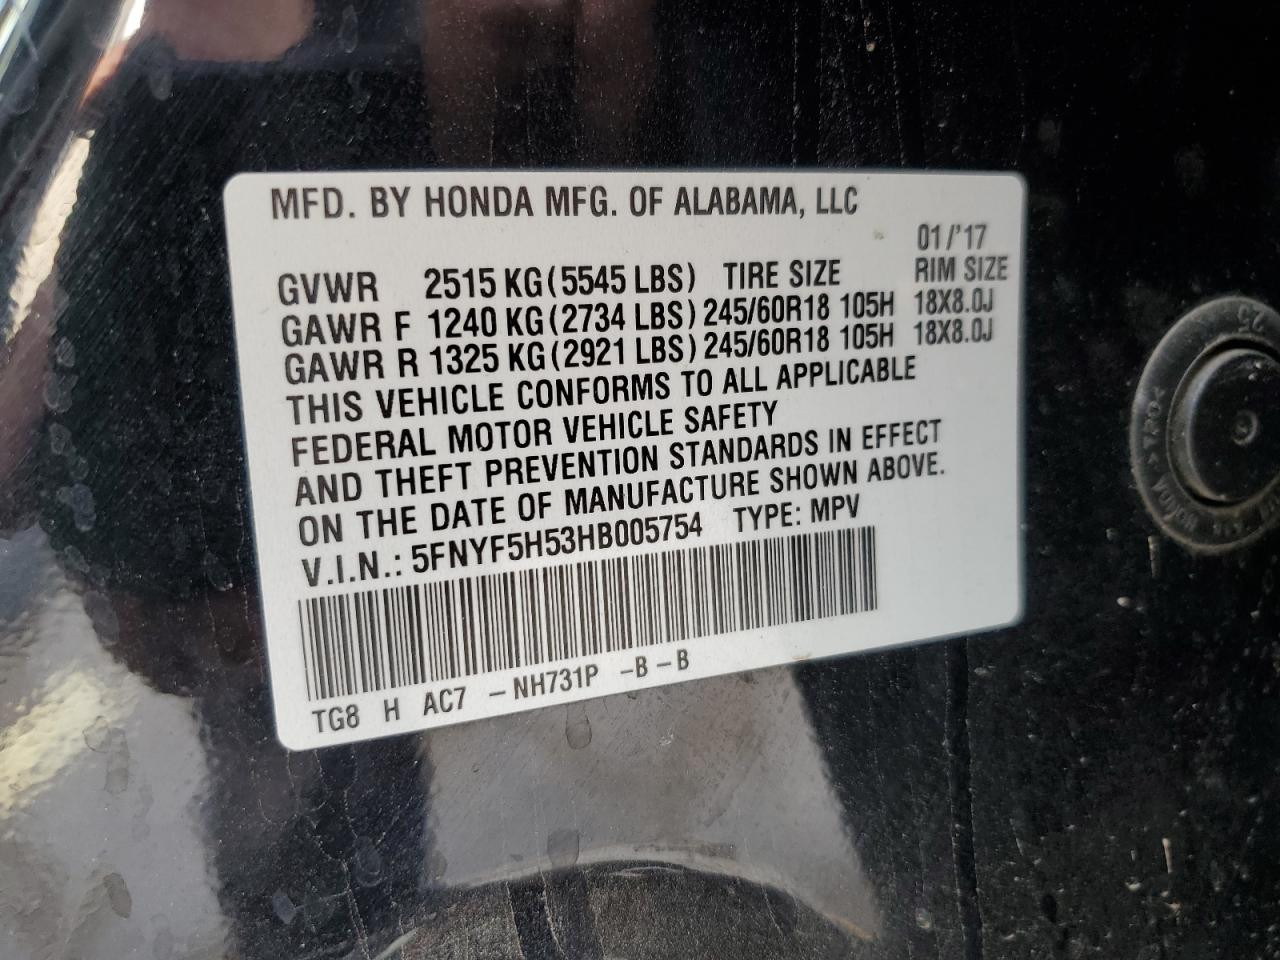 MFD. BY HONDA MFG. OF ALABAMA, LLC
01/'17
GVWR 2515 KG (5545 LBS) TIRE SIZE RIM SIZE
GAWR F 1240 KG (2734 LBS) 245/60R18 105H 18X8.0J
GAWR R 1325 KG (2921 LBS) 245/60R18 105H 18X8.0J
THIS VEHICLE CONFORMS TO ALL APPLICABLE
FEDERAL MOTOR VEHICLE SAFETY
AND THEFT PREVENTION STANDARDS IN EFFECT
ON THE DATE OF MANUFACTURE SHOWN ABOVE.
V.I.N.: 5FNYF5H53HB005754 TYPE: MPV
TG8 H AC7 -NH731P -B-B
25